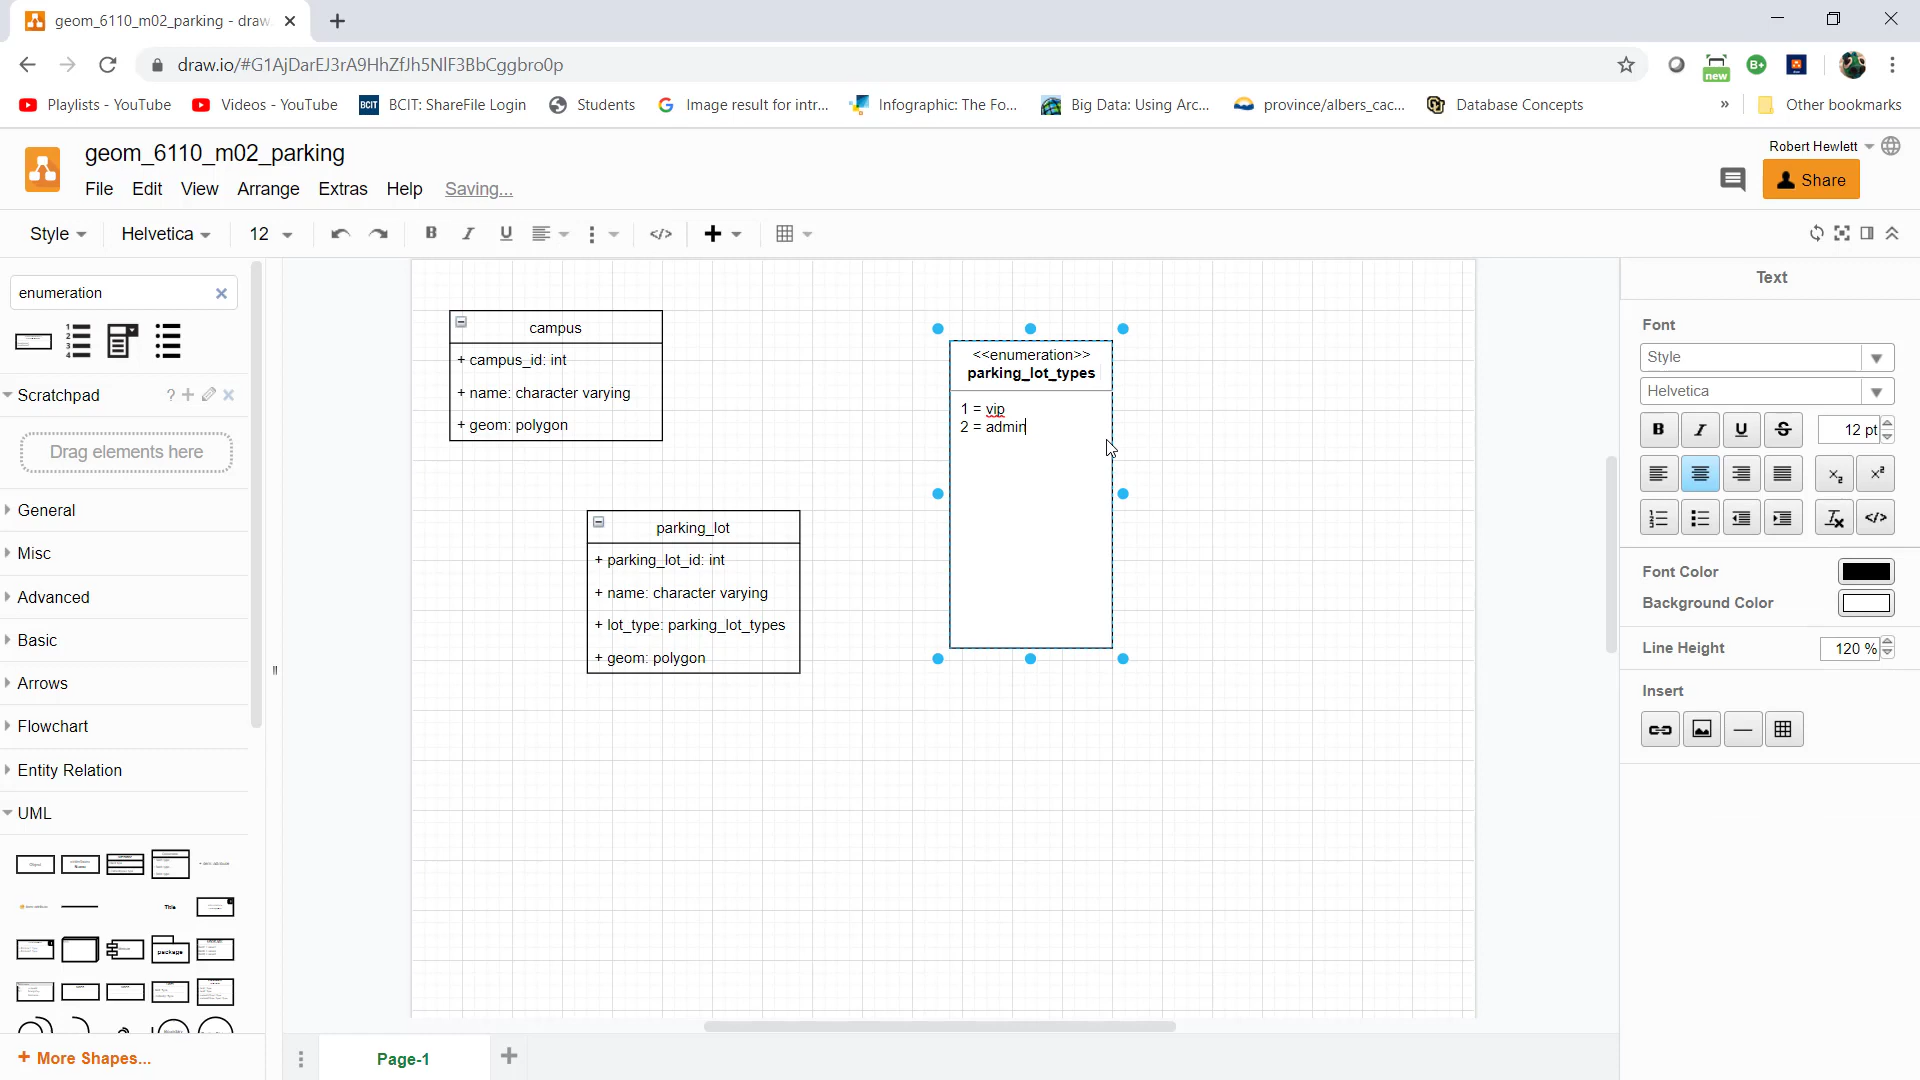 geom_6110_m02_parking - draw.
draw.io/#G1AjDarEJ3rA9HhZfJh5NIF3BbCggbro0p
new
B+
Playlists - YouTube
Videos - YouTube
BCIT
BCIT: ShareFile Login
Students
Image result for intr...
Infographic: The Fo...
Big Data: Using Arc...
province/albers_cac...
Database Concepts
»
Other bookmarks
geom_6110_m02_parking
Robert Hewlett
File
Edit
View
Arrange
Extras
Help
Saving...
Share
Style
Helvetica
12
B
I
U
</>
enumeration
Text
campus
+ campus_id: int
+ name: character varying
+ geom: polygon
<<enumeration>>
parking_lot_types
1 = vip
2 = admin
parking_lot
+ parking_lot_id: int
+ name: character varying
+ lot_type: parking_lot_types
+ geom: polygon
Scratchpad
?
Drag elements here
General
Misc
Advanced
Basic
Arrows
Flowchart
Entity Relation
UML
Title
package
+ More Shapes...
Page-1
Font
Style
Helvetica
B
I
U
S
12 pt
Font Color
Background Color
Line Height
120 %
Insert